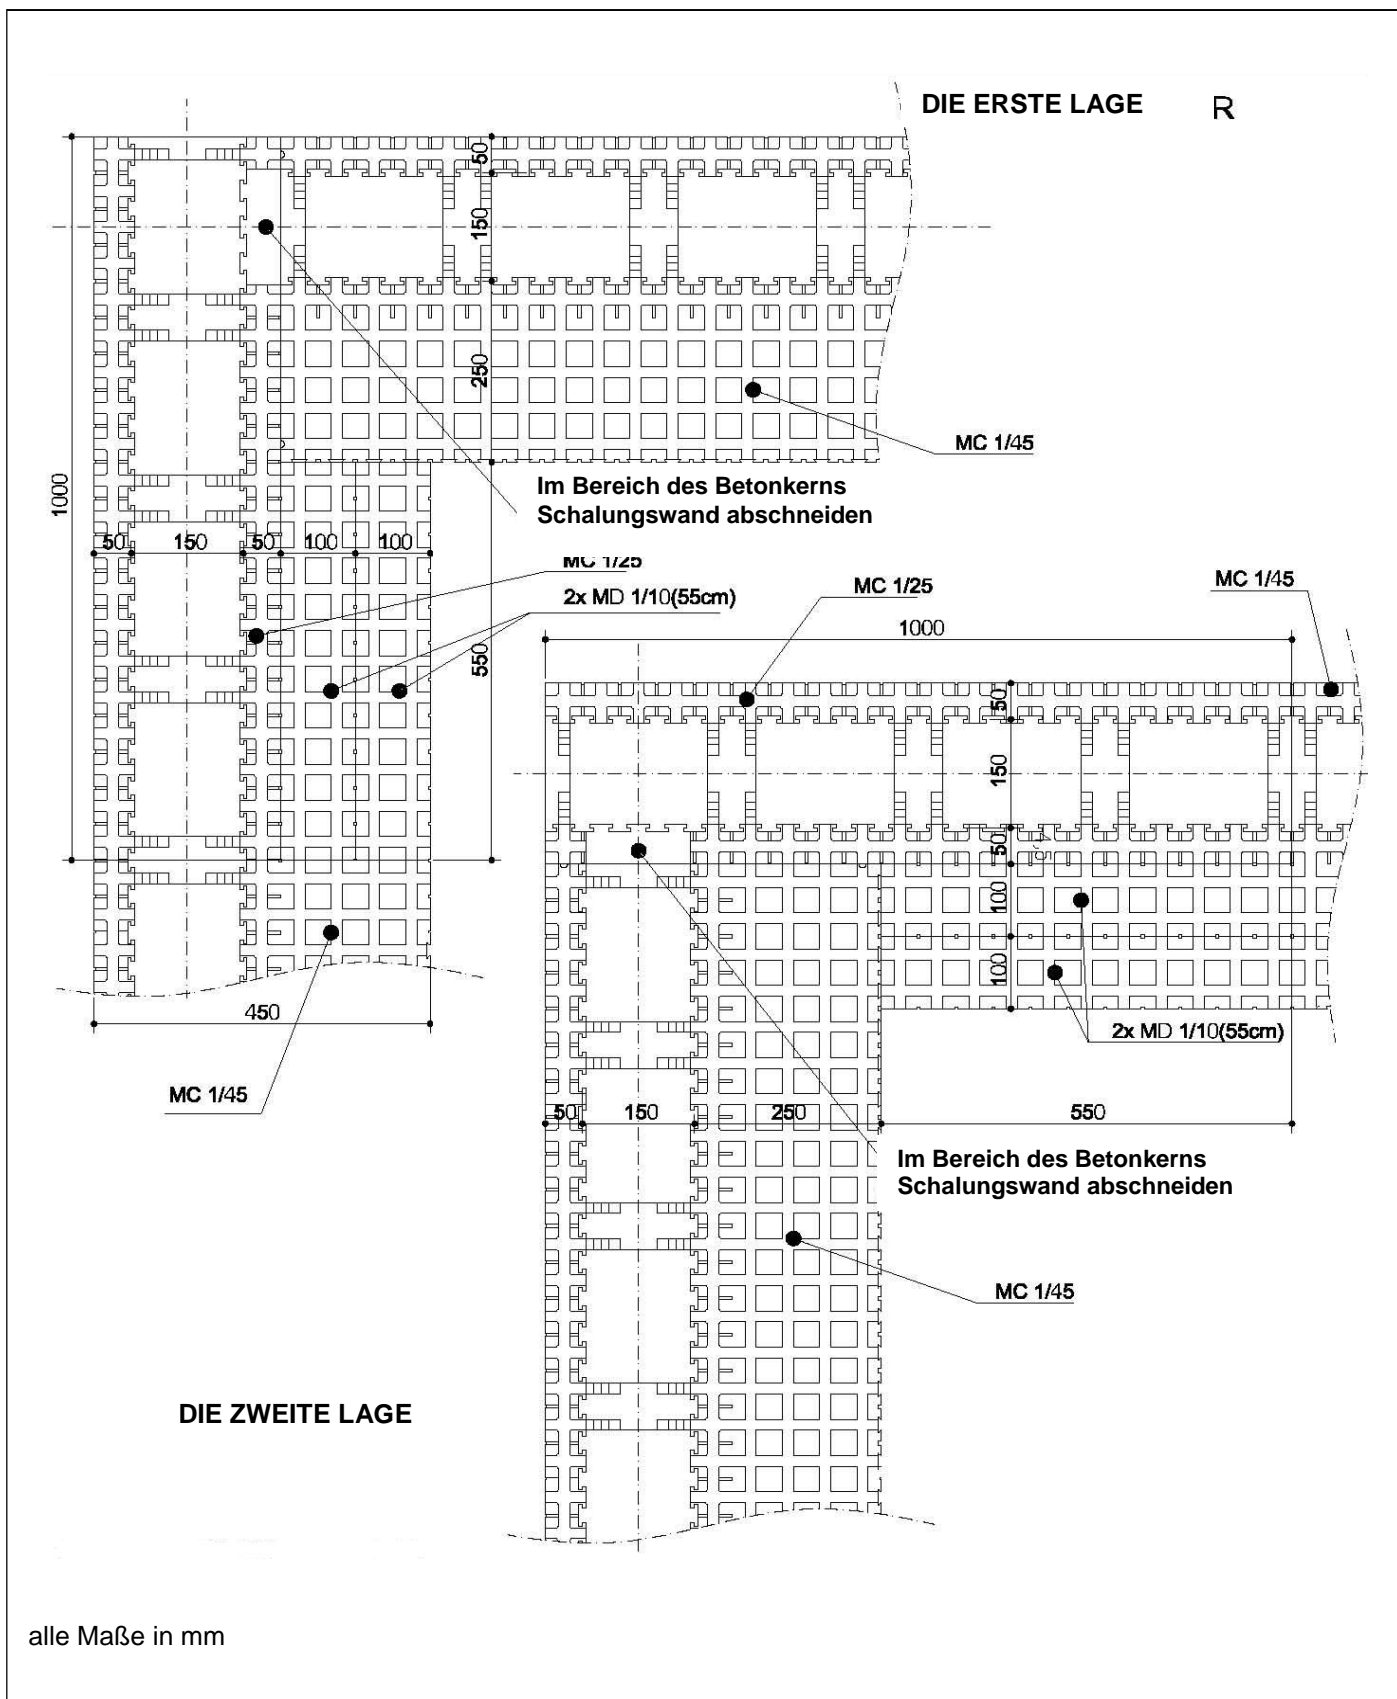 DIE ERSTE LAGE R
50
150
250
1000
MC 1/45
Im Bereich des Betonkerns
Schalungswand abschneiden
50 150 50 100 100
MC 1/25
2x MD 1/10(55cm)
550
450
MC 1/45
MC 1/25
MC 1/45
1000
50
150
50
100
100
2x MD 1/10(55cm)
50 150 250 550
Im Bereich des Betonkerns
Schalungswand abschneiden
MC 1/45
DIE ZWEITE LAGE
alle Maße in mm